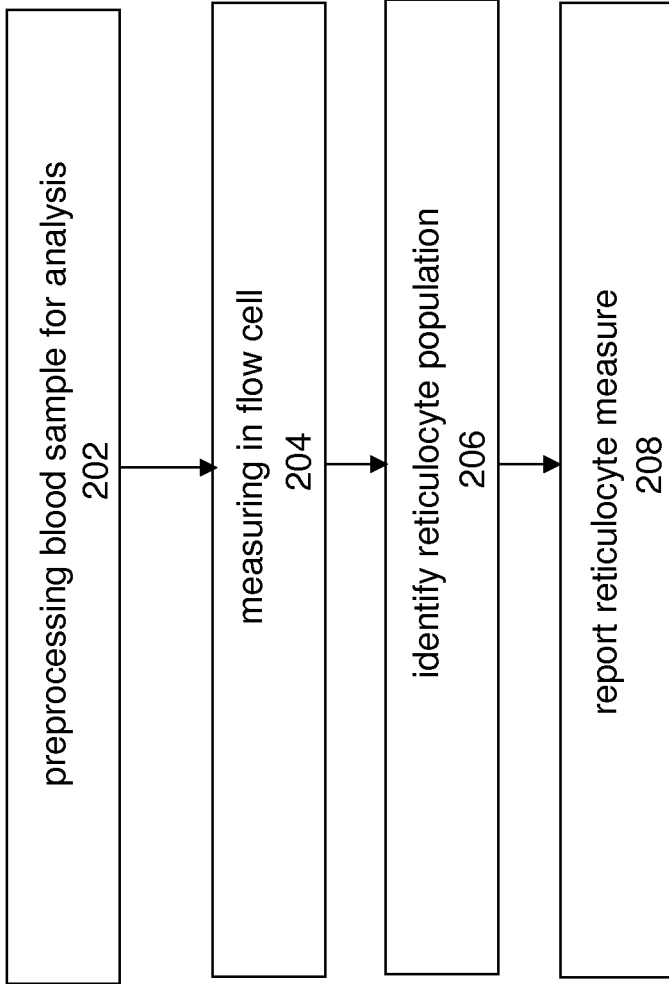 preprocessing blood sample for analysis
202
measuring in flow cell
204
identify reticulocyte population
206
report reticulocyte measure
208